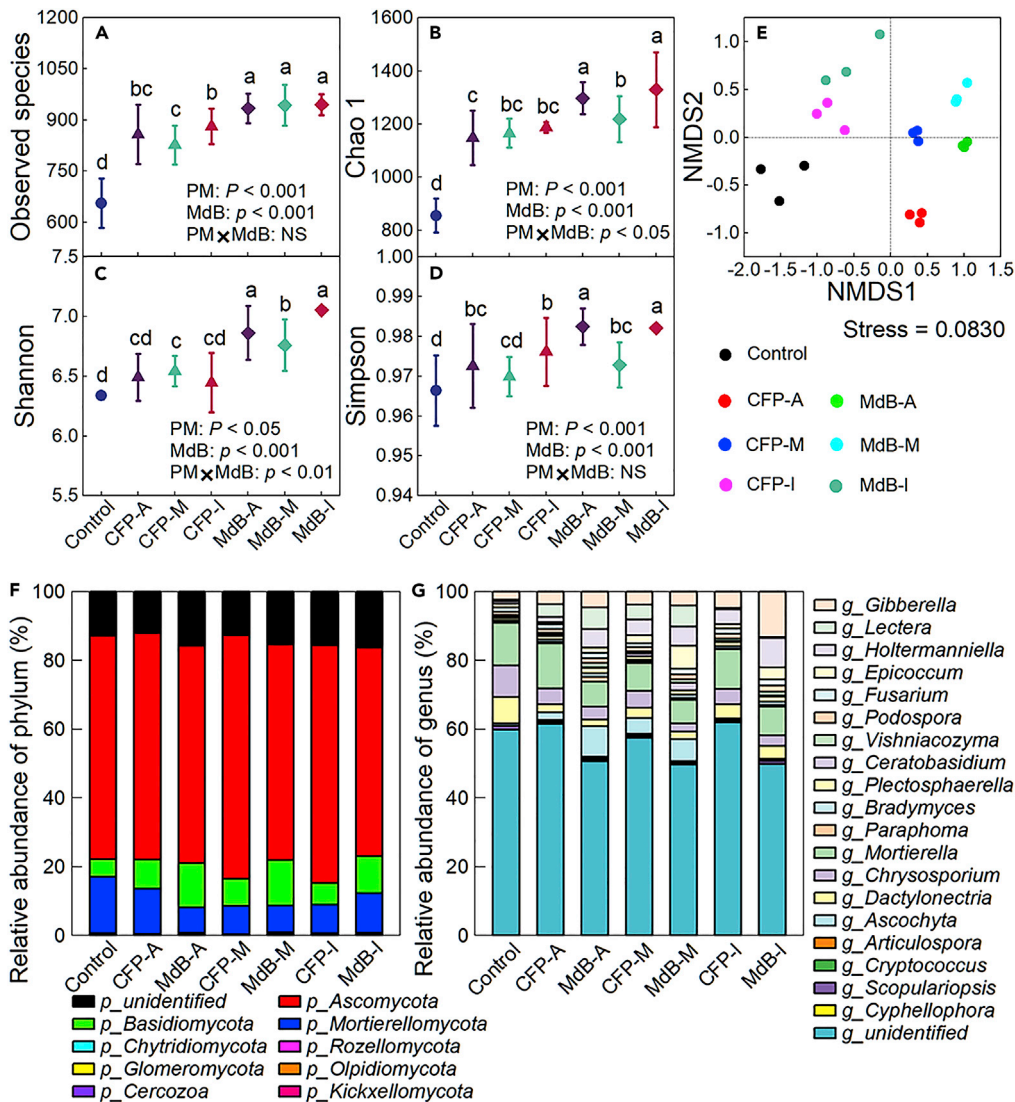 A
Observed species
1200
1050
900
750
600
d
bc
c
b
a
a
a
PM: P < 0.001
MdB: p < 0.001
PM×MdB: NS
B
Chao 1
1600
1400
1200
1000
800
d
c
bc
bc
a
b
a
PM: P < 0.001
MdB: p < 0.001
PM×MdB: p < 0.05
C
Shannon
7.5
7.0
6.5
6.0
5.5
d
cd
c
cd
a
b
a
PM: P < 0.05
MdB: p < 0.001
PM×MdB: p < 0.01
Control
CFP-A
CFP-M
CFP-I
MdB-A
MdB-M
MdB-I
D
Simpson
1.00
0.99
0.98
0.97
0.96
0.95
0.94
d
bc
cd
b
a
bc
a
PM: P < 0.001
MdB: p < 0.001
PM×MdB: NS
Control
CFP-A
CFP-M
CFP-I
MdB-A
MdB-M
MdB-I
E
NMDS2
1.0
0.5
0.0
-0.5
-1.0
-2.0 -1.5 -1.0 -0.5 0.0 0.5 1.0 1.5
NMDS1
Stress = 0.0830
Control
CFP-A
MdB-A
CFP-M
MdB-M
CFP-I
MdB-I
F
Relative abundance of phylum (%)
100
80
60
40
20
0
Control
CFP-A
MdB-A
CFP-M
MdB-M
CFP-I
MdB-I
p_unidentified
p_Ascomycota
p_Basidiomycota
p_Mortierellomycota
p_Chytridiomycota
p_Rozellomycota
p_Glomeromycota
p_Olpidiomycota
p_Cercozoa
p_Kickxellomycota
G
Relative abundance of genus (%)
100
80
60
40
20
0
Control
CFP-A
MdB-A
CFP-M
MdB-M
CFP-I
MdB-I
g_Gibberella
g_Lectera
g_Holtermanniella
g_Epicoccum
g_Fusarium
g_Podospora
g_Vishniacozyma
g_Ceratobasidium
g_Plectosphaerella
g_Bradymyces
g_Paraphoma
g_Mortierella
g_Chrysosporium
g_Dactylonectria
g_Ascochyta
g_Articulospora
g_Cryptococcus
g_Scopulariopsis
g_Cyphellophora
g_unidentified